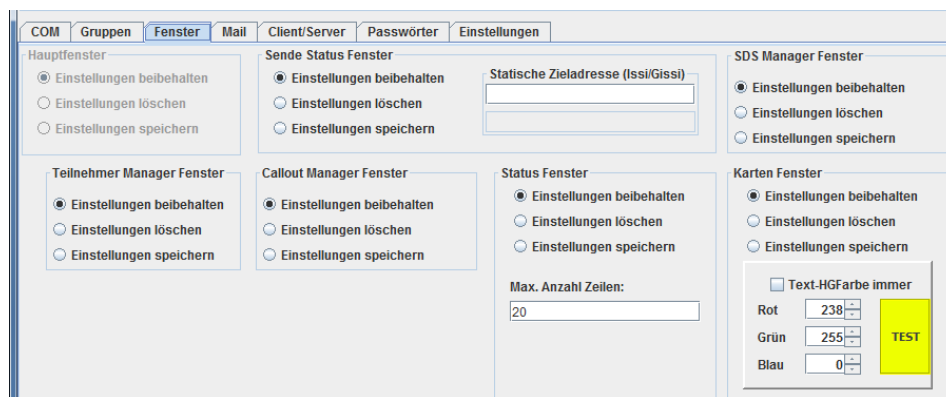 COM Gruppen Fenster Mail Client/Server Passwörter Einstellungen
Hauptfenster
Einstellungen beibehalten
Einstellungen löschen
Einstellungen speichern
Sende Status Fenster
Einstellungen beibehalten
Einstellungen löschen
Einstellungen speichern
Statische Zieladresse (Issi/Gissi)
SDS Manager Fenster
Einstellungen beibehalten
Einstellungen löschen
Einstellungen speichern
Teilnehmer Manager Fenster
Einstellungen beibehalten
Einstellungen löschen
Einstellungen speichern
Callout Manager Fenster
Einstellungen beibehalten
Einstellungen löschen
Einstellungen speichern
Status Fenster
Einstellungen beibehalten
Einstellungen löschen
Einstellungen speichern
Max. Anzahl Zeilen:
20
Karten Fenster
Einstellungen beibehalten
Einstellungen löschen
Einstellungen speichern
Text-HGFarbe immer
Rot 238
Grün 255
Blau 0
TEST